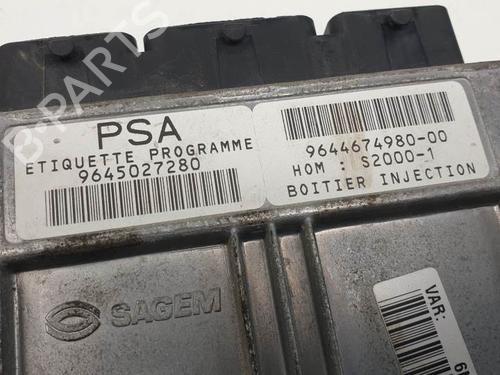 PSA
ETIQUETTE PROGRAMME
9645027280
9644674980-00
HOM : S2000-1
BOITIER INJECTION
SAGEM
VAR:
B-Parts